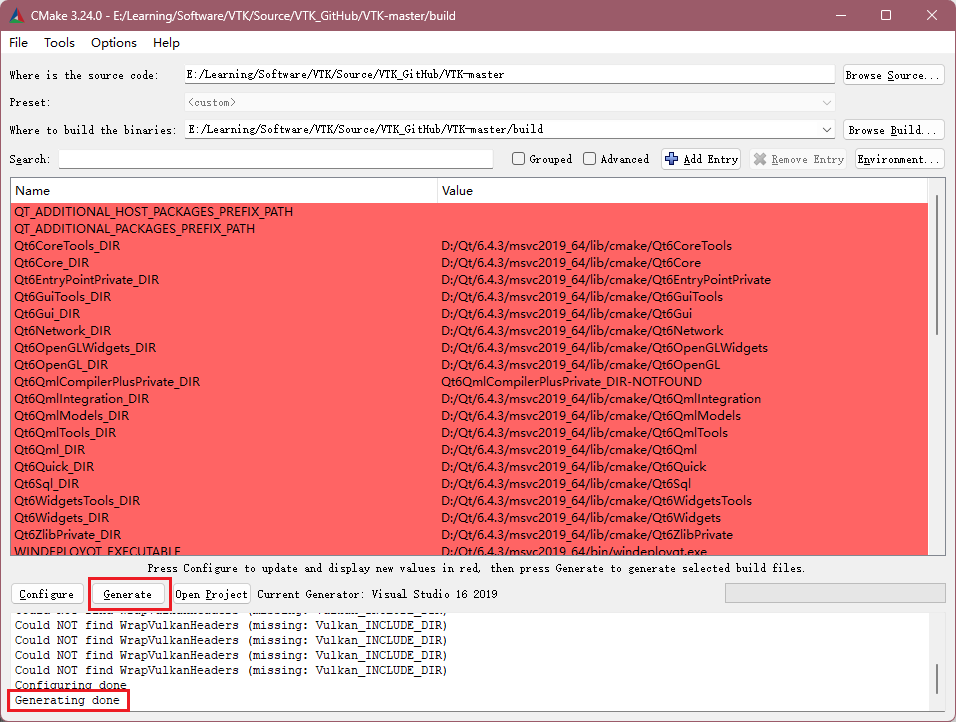 CMake 3.24.0 - E:/Learning/Software/VTK/Source/VTK_GitHub/VTK-master/build
File Tools Options Help
Where is the source code: E:/Learning/Software/VTK/Source/VTK_GitHub/VTK-master Browse Source...
Preset: <custom>
Where to build the binaries: E:/Learning/Software/VTK/Source/VTK_GitHub/VTK-master/build Browse Build...
Search: Grouped Advanced Add Entry Remove Entry Environment...
Name Value
QT_ADDITIONAL_HOST_PACKAGES_PREFIX_PATH
QT_ADDITIONAL_PACKAGES_PREFIX_PATH
Qt6CoreTools_DIR D:/Qt/6.4.3/msvc2019_64/lib/cmake/Qt6CoreTools
Qt6Core_DIR D:/Qt/6.4.3/msvc2019_64/lib/cmake/Qt6Core
Qt6EntryPointPrivate_DIR D:/Qt/6.4.3/msvc2019_64/lib/cmake/Qt6EntryPointPrivate
Qt6GuiTools_DIR D:/Qt/6.4.3/msvc2019_64/lib/cmake/Qt6GuiTools
Qt6Gui_DIR D:/Qt/6.4.3/msvc2019_64/lib/cmake/Qt6Gui
Qt6Network_DIR D:/Qt/6.4.3/msvc2019_64/lib/cmake/Qt6Network
Qt6OpenGLWidgets_DIR D:/Qt/6.4.3/msvc2019_64/lib/cmake/Qt6OpenGLWidgets
Qt6OpenGL_DIR D:/Qt/6.4.3/msvc2019_64/lib/cmake/Qt6OpenGL
Qt6QmlCompilerPlusPrivate_DIR Qt6QmlCompilerPlusPrivate_DIR-NOTFOUND
Qt6QmlIntegration_DIR D:/Qt/6.4.3/msvc2019_64/lib/cmake/Qt6QmlIntegration
Qt6QmlModels_DIR D:/Qt/6.4.3/msvc2019_64/lib/cmake/Qt6QmlModels
Qt6QmlTools_DIR D:/Qt/6.4.3/msvc2019_64/lib/cmake/Qt6QmlTools
Qt6Qml_DIR D:/Qt/6.4.3/msvc2019_64/lib/cmake/Qt6Qml
Qt6Quick_DIR D:/Qt/6.4.3/msvc2019_64/lib/cmake/Qt6Quick
Qt6Sql_DIR D:/Qt/6.4.3/msvc2019_64/lib/cmake/Qt6Sql
Qt6WidgetsTools_DIR D:/Qt/6.4.3/msvc2019_64/lib/cmake/Qt6WidgetsTools
Qt6Widgets_DIR D:/Qt/6.4.3/msvc2019_64/lib/cmake/Qt6Widgets
Qt6ZlibPrivate_DIR D:/Qt/6.4.3/msvc2019_64/lib/cmake/Qt6ZlibPrivate
WINDEPLOYQT_EXECUTABLE D:/Qt/6.4.3/msvc2019_64/bin/windeployqt.exe
Press Configure to update and display new values in red, then press Generate to generate selected build files.
Configure Generate Open Project Current Generator: Visual Studio 16 2019
Could NOT find WrapVulkanHeaders (missing: Vulkan_INCLUDE_DIR)
Could NOT find WrapVulkanHeaders (missing: Vulkan_INCLUDE_DIR)
Could NOT find WrapVulkanHeaders (missing: Vulkan_INCLUDE_DIR)
Could NOT find WrapVulkanHeaders (missing: Vulkan_INCLUDE_DIR)
Could NOT find WrapVulkanHeaders (missing: Vulkan_INCLUDE_DIR)
Configuring done
Generating done